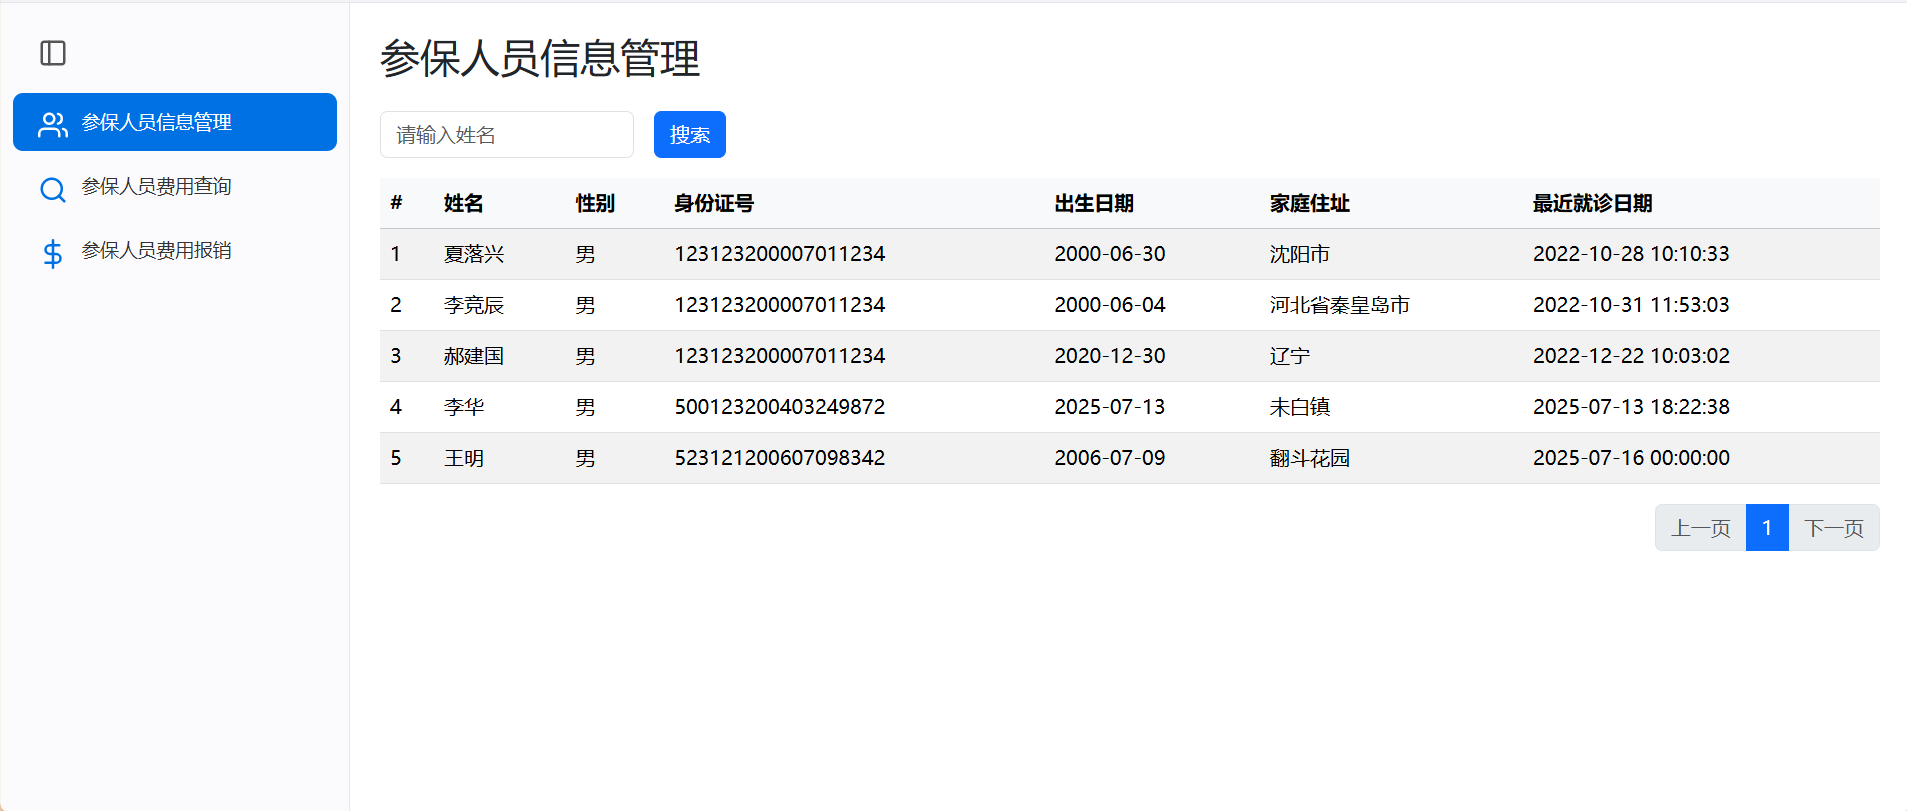 参保人员信息管理
参保人员费用查询
参保人员费用报销
参保人员信息管理
请输入姓名 搜索
# 姓名 性别 身份证号 出生日期 家庭住址 最近就诊日期
1 夏落兴 男 123123200007011234 2000-06-30 沈阳市 2022-10-28 10:10:33
2 李竞辰 男 123123200007011234 2000-06-04 河北省秦皇岛市 2022-10-31 11:53:03
3 郝建国 男 123123200007011234 2020-12-30 辽宁 2022-12-22 10:03:02
4 李华 男 500123200403249872 2025-07-13 未白镇 2025-07-13 18:22:38
5 王明 男 523121200607098342 2006-07-09 翻斗花园 2025-07-16 00:00:00
上一页 1 下一页